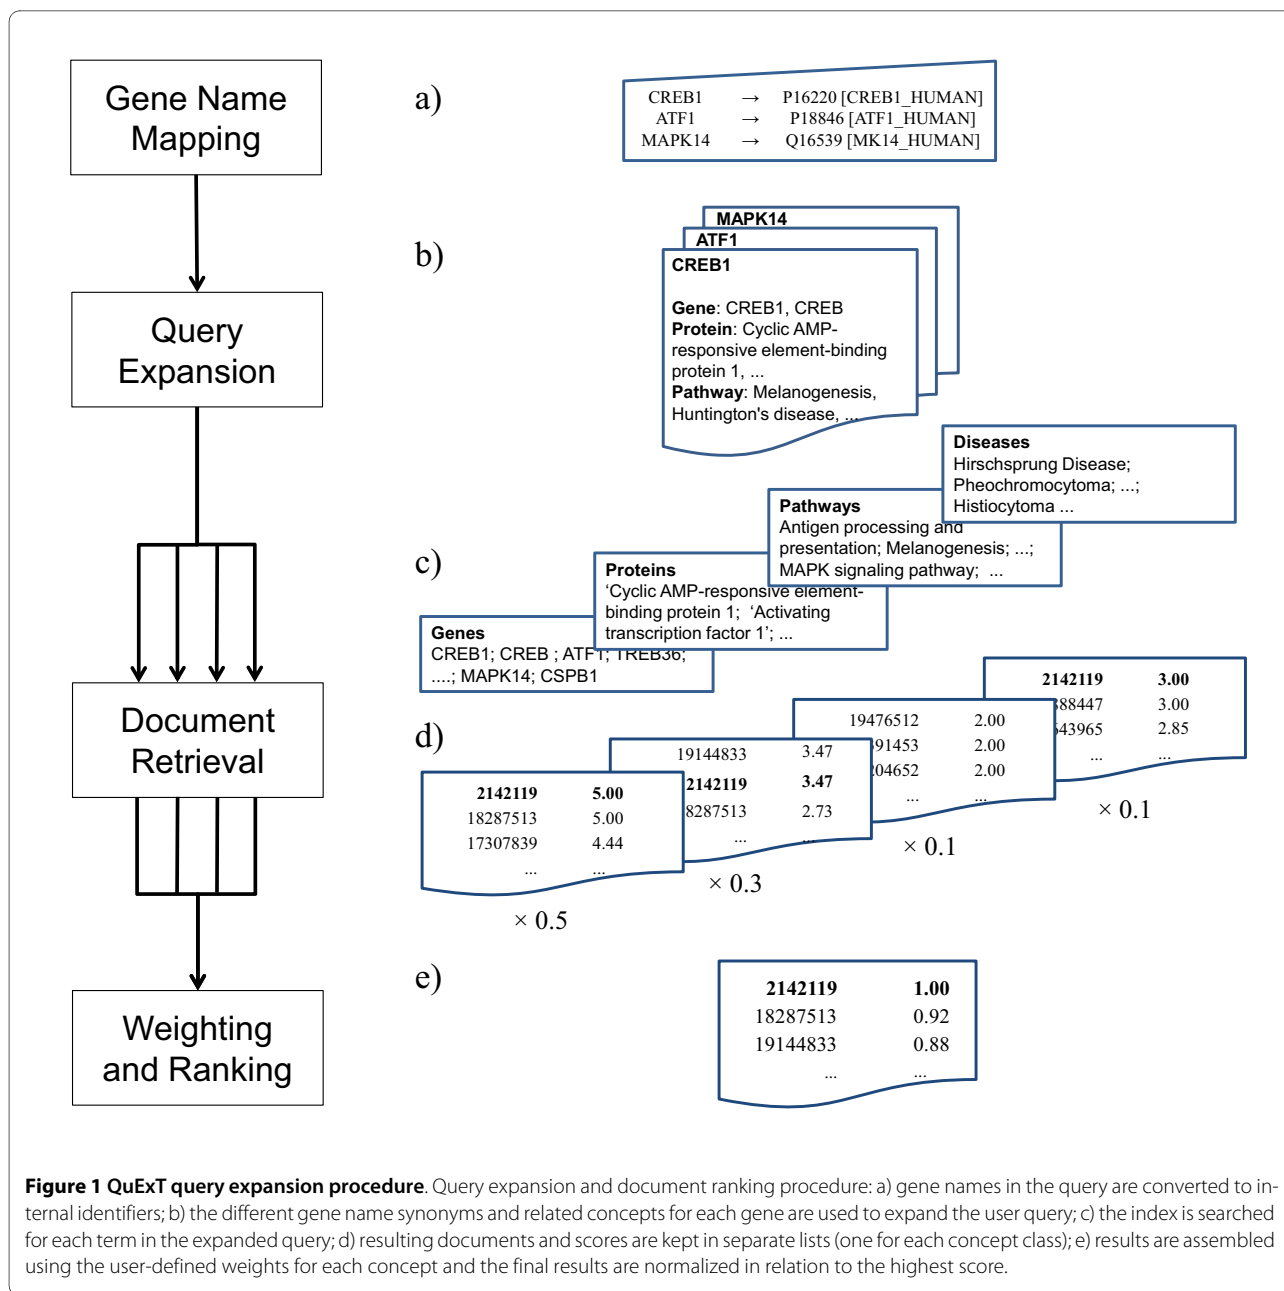 Gene Name
Mapping
a)
CREB1 → P16220 [CREB1_HUMAN]
ATF1 → P18846 [ATF1_HUMAN]
MAPK14 → Q16539 [MK14_HUMAN]
Query
Expansion
b)
MAPK14
ATF1
CREB1
Gene: CREB1, CREB
Protein: Cyclic AMP-
responsive element-binding
protein 1, ...
Pathway: Melanogenesis,
Huntington's disease, ...
c)
Genes
CREB1; CREB ; ATF1; TREB36;
....; MAPK14; CSPB1
Proteins
‘Cyclic AMP-responsive element-
binding protein 1; ‘Activating
transcription factor 1’; ...
Pathways
Antigen processing and
presentation; Melanogenesis; ...;
MAPK signaling pathway; ...
Diseases
Hirschsprung Disease;
Pheochromocytoma; ...;
Histiocytoma ...
Document
Retrieval
d)
2142119 5.00
18287513 5.00
17307839 4.44
... ...
× 0.5
19144833 3.47
2142119 3.47
8287513 2.73
... ...
× 0.3
19476512 2.00
591453 2.00
204652 2.00
... ...
× 0.1
2142119 3.00
388447 3.00
543965 2.85
... ...
× 0.1
Weighting
and Ranking
e)
2142119 1.00
18287513 0.92
19144833 0.88
... ...
Figure 1 QuExT query expansion procedure. Query expansion and document ranking procedure: a) gene names in the query are converted to in-
ternal identifiers; b) the different gene name synonyms and related concepts for each gene are used to expand the user query; c) the index is searched
for each term in the expanded query; d) resulting documents and scores are kept in separate lists (one for each concept class); e) results are assembled
using the user-defined weights for each concept and the final results are normalized in relation to the highest score.